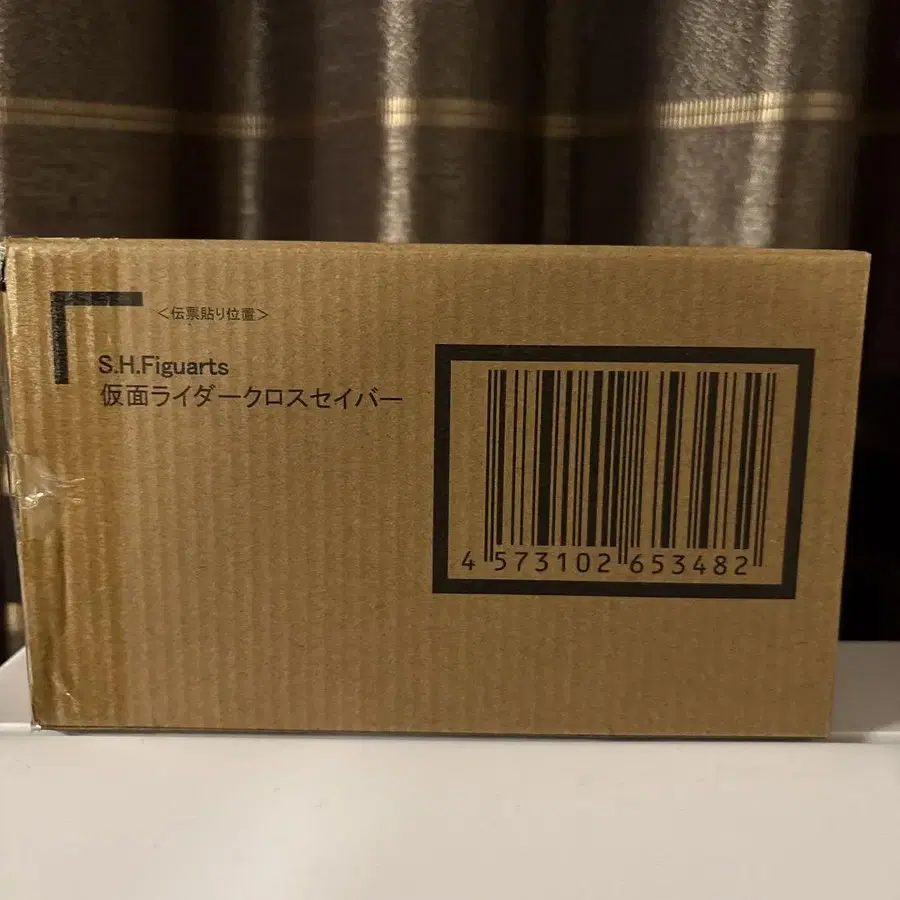 <伝票貼り位置>
S.H.Figuarts
仮面ライダークロスセイバー
4 573102 653482